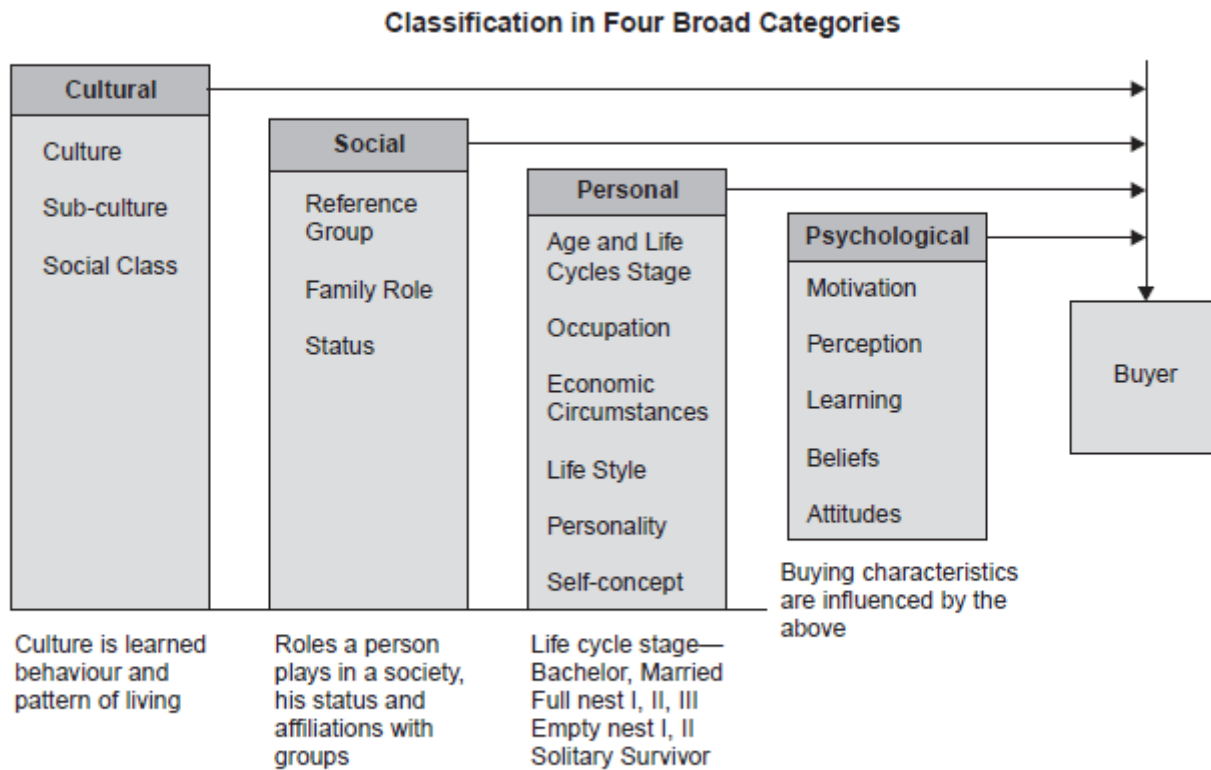 Classification in Four Broad Categories
Cultural
Culture
Sub-culture
Social Class
Culture is learned
behaviour and
pattern of living
Social
Reference
Group
Family Role
Status
Roles a person
plays in a society,
his status and
affiliations with
groups
Personal
Age and Life
Cycles Stage
Occupation
Economic
Circumstances
Life Style
Personality
Self-concept
Life cycle stage—
Bachelor, Married
Full nest I, II, III
Empty nest I, II
Solitary Survivor
Psychological
Motivation
Perception
Learning
Beliefs
Attitudes
Buying characteristics
are influenced by the
above
Buyer